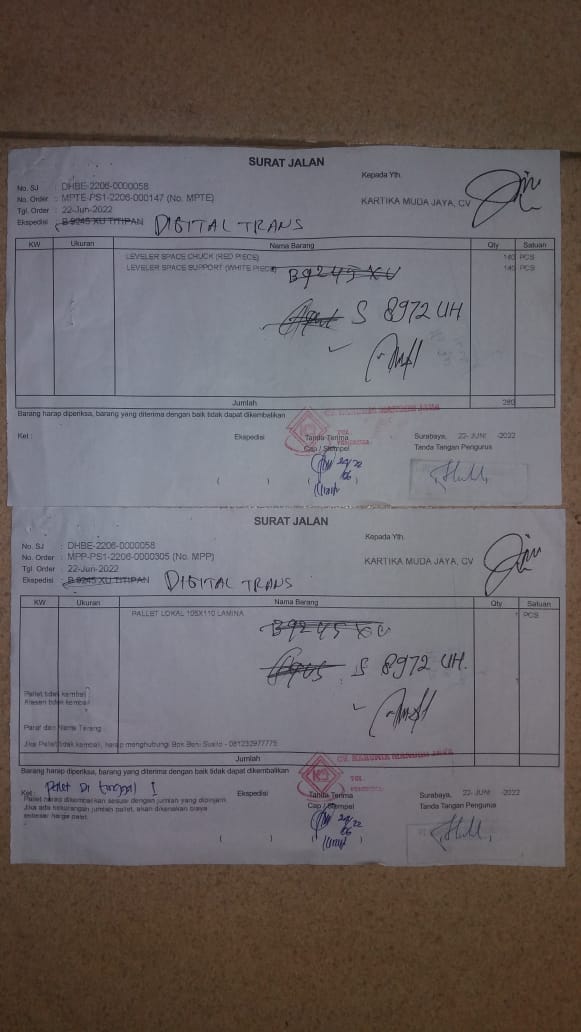 SURAT JALAN
Kepada Yth.
No. SJ : DHBE-2206-0000058
No. Order : MPTE-PS1-2206-000147 (No. MPTE)
KARTIKA MUDA JAYA, CV
Tgl. Order : 22-Jun-2022
Ekspedisi : B 9245 XU TITIPAN DIGITAL TRANS
KW Ukuran Nama Barang Qty Satuan
LEVELER SPACE CHUCK (RED PIECE) 140 PCS
LEVELER SPACE SUPPORT (WHITE PIECE) 140 PCS
B9245 XU
S 8972 UH
Jumlah 280
Barang harap diperiksa, barang yang diterima dengan baik tidak dapat dikembalikan
Ket : Ekspedisi Tanda Terima Surabaya, 22- JUNI -2022
Cap / Stempel Tanda Tangan Pengurus
( ) ( )
SURAT JALAN
Kepada Yth.
No. SJ : DHBE-2206-0000058
No. Order : MPP-PS1-2206-0000305 (No. MPP)
KARTIKA MUDA JAYA, CV
Tgl. Order : 22-Jun-2022
Ekspedisi : B 9245 XU TITIPAN DIGITAL TRANS
KW Ukuran Nama Barang Qty Satuan
PALLET LOKAL 105X110 LAMINA PCS
B9245 XU
S 8972 UH.
Pallet tidak kembali
Alasan tidak kembali
Paraf dan Nama Terang
Jika Pallet tidak kembali, harap menghubungi Bpk Beni Susilo - 081232977775
Jumlah
Barang harap diperiksa, barang yang diterima dengan baik tidak dapat dikembalikan
Ket : Palet Di tinggal 1 Ekspedisi Tanda Terima Surabaya, 22- JUNI -2022
Pallet harap dikembalikan sesuai dengan jumlah yang dipinjam. Cap / Stempel Tanda Tangan Pengurus
Jika ada kekurangan jumlah pallet, akan dikenakan biaya
sebesar harga palet
( ) ( )